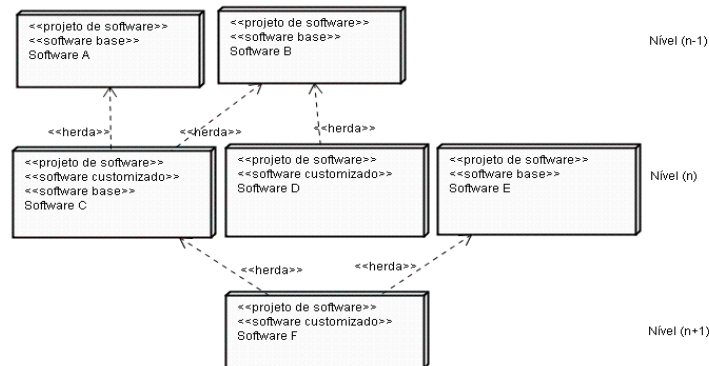 <<projeto de software>>
<<software base>>
Software A
<<projeto de software>>
<<software base>>
Software B
Nível (n-1)
<<herda>>
<<herda>>
<<herda>>
<<projeto de software>>
<<software customizado>>
<<software base>>
Software C
<<projeto de software>>
<<software customizado>>
Software D
<<projeto de software>>
<<software base>>
Software E
Nível (n)
<<herda>>
<<herda>>
<<projeto de software>>
<<software customizado>>
Software F
Nível (n+1)